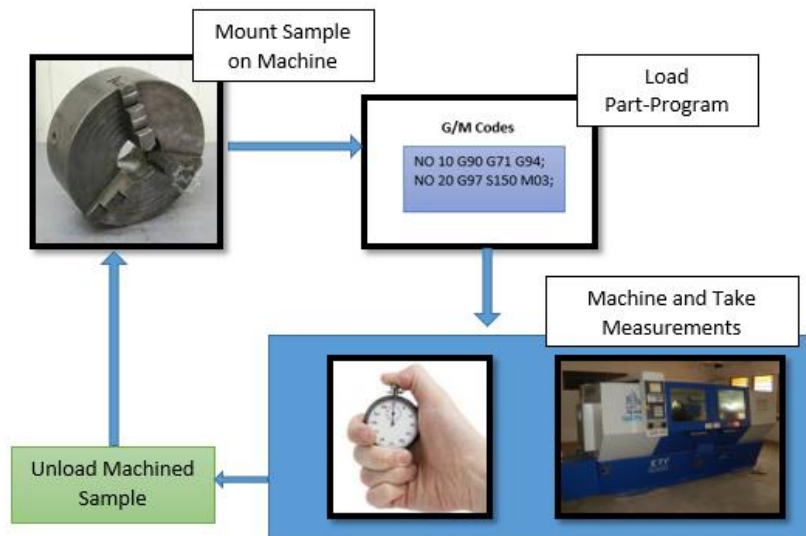 Mount Sample
on Machine
Load
Part-Program
G/M Codes
NO 10 G90 G71 G94;
NO 20 G97 S150 M03;
Machine and Take
Measurements
Unload Machined
Sample